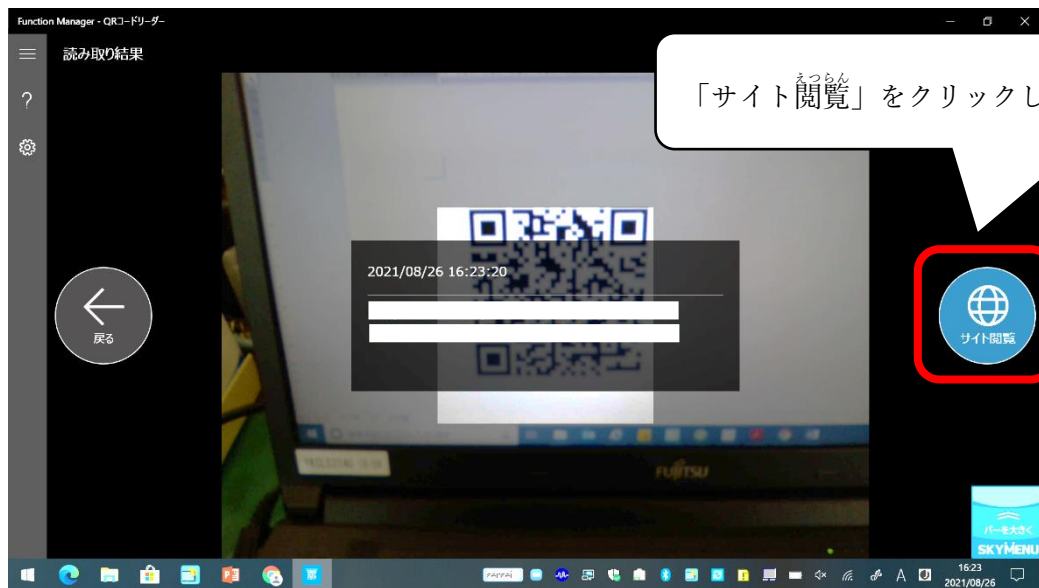 Function Manager - QRコードリーダー
読み取り結果
えつらん
「サイト閲覧」をクリックし
2021/08/26 16:23:20
戻る
サイト閲覧
FUJITSU
バーを大きく
SKYMENU
A
16:23
2021/08/26